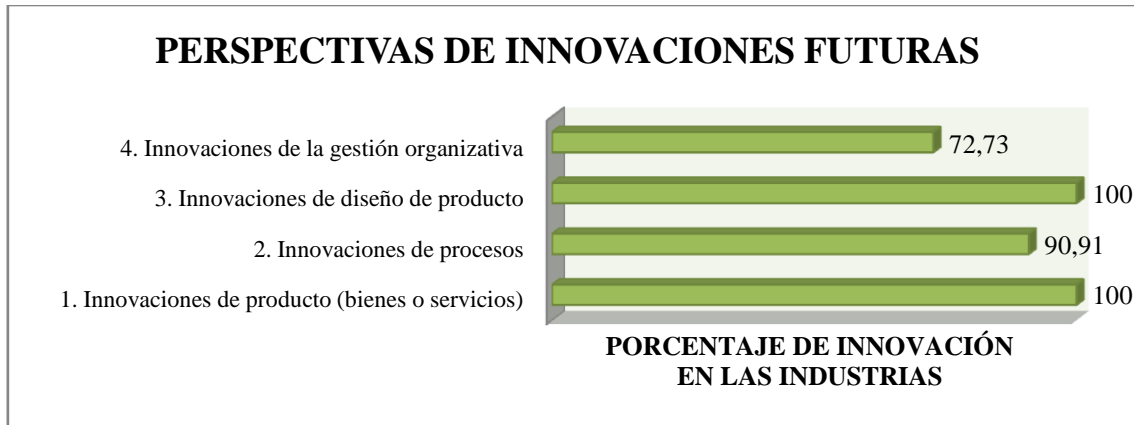 PERSPECTIVAS DE INNOVACIONES FUTURAS
4. Innovaciones de la gestión organizativa
72,73
3. Innovaciones de diseño de producto
100
2. Innovaciones de procesos
90,91
1. Innovaciones de producto (bienes o servicios)
100
PORCENTAJE DE INNOVACIÓN
EN LAS INDUSTRIAS